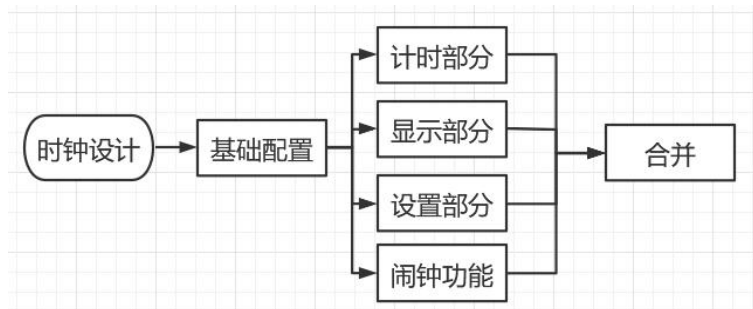 时钟设计
基础配置
计时部分
显示部分
设置部分
闹钟功能
合并